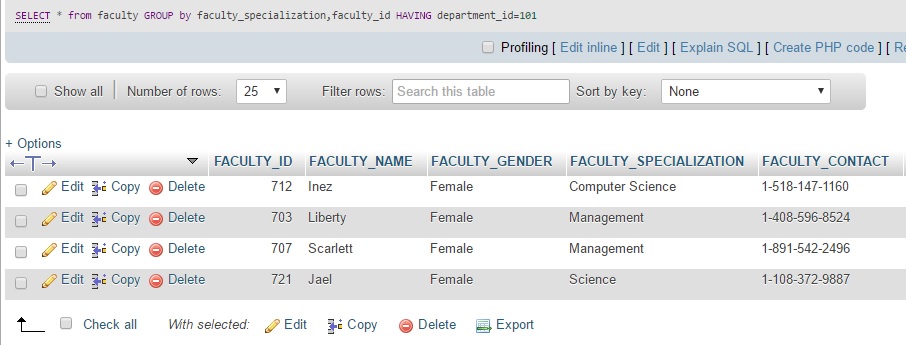 SELECT * from faculty GROUP by faculty_specialization,faculty_id HAVING department_id=101
Profiling [ Edit inline ] [ Edit ] [ Explain SQL ] [ Create PHP code ] [ Re
Show all Number of rows: 25 Filter rows: Search this table Sort by key: None
+ Options
FACULTY_ID FACULTY_NAME FACULTY_GENDER FACULTY_SPECIALIZATION FACULTY_CONTACT
Edit Copy Delete 712 Inez Female Computer Science 1-518-147-1160
Edit Copy Delete 703 Liberty Female Management 1-408-596-8524
Edit Copy Delete 707 Scarlett Female Management 1-891-542-2496
Edit Copy Delete 721 Jael Female Science 1-108-372-9887
Check all With selected: Edit Copy Delete Export